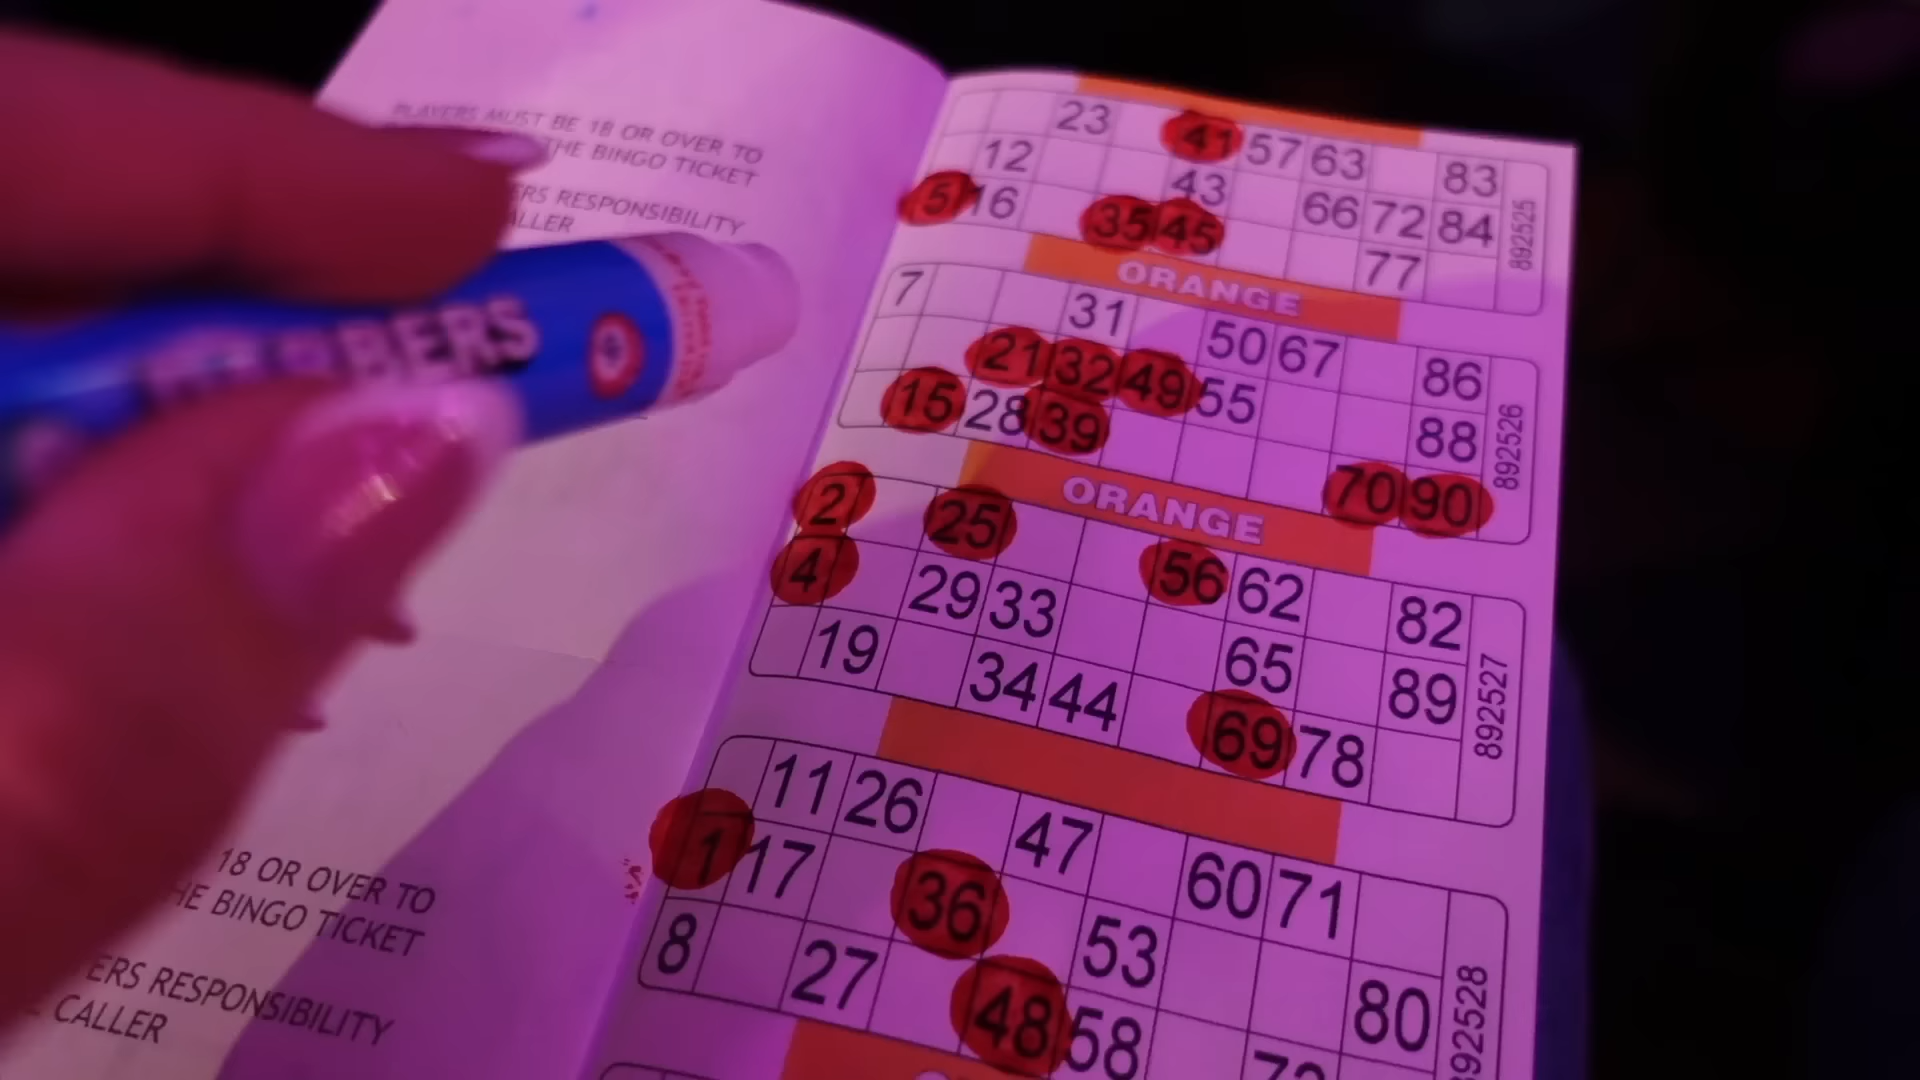 PLAYERS MUST BE 18 OR OVER TO
THE BINGO TICKET
ERS RESPONSIBILITY
ALLER
BERS
18 OR OVER TO
HE BINGO TICKET
ERS RESPONSIBILITY
CALLER
23 41 57 63 83
12 43 66 72 84
5 16 35 45 77
892525
ORANGE
7 31 50 67 86
21 32 49 55 88
15 28 39 70 90
892526
ORANGE
2 25 56 62 82
4 29 33 65 89
19 34 44 69 78
892527
11 26 47 60 71
1 17 36 53 80
8 27 48 58
92528